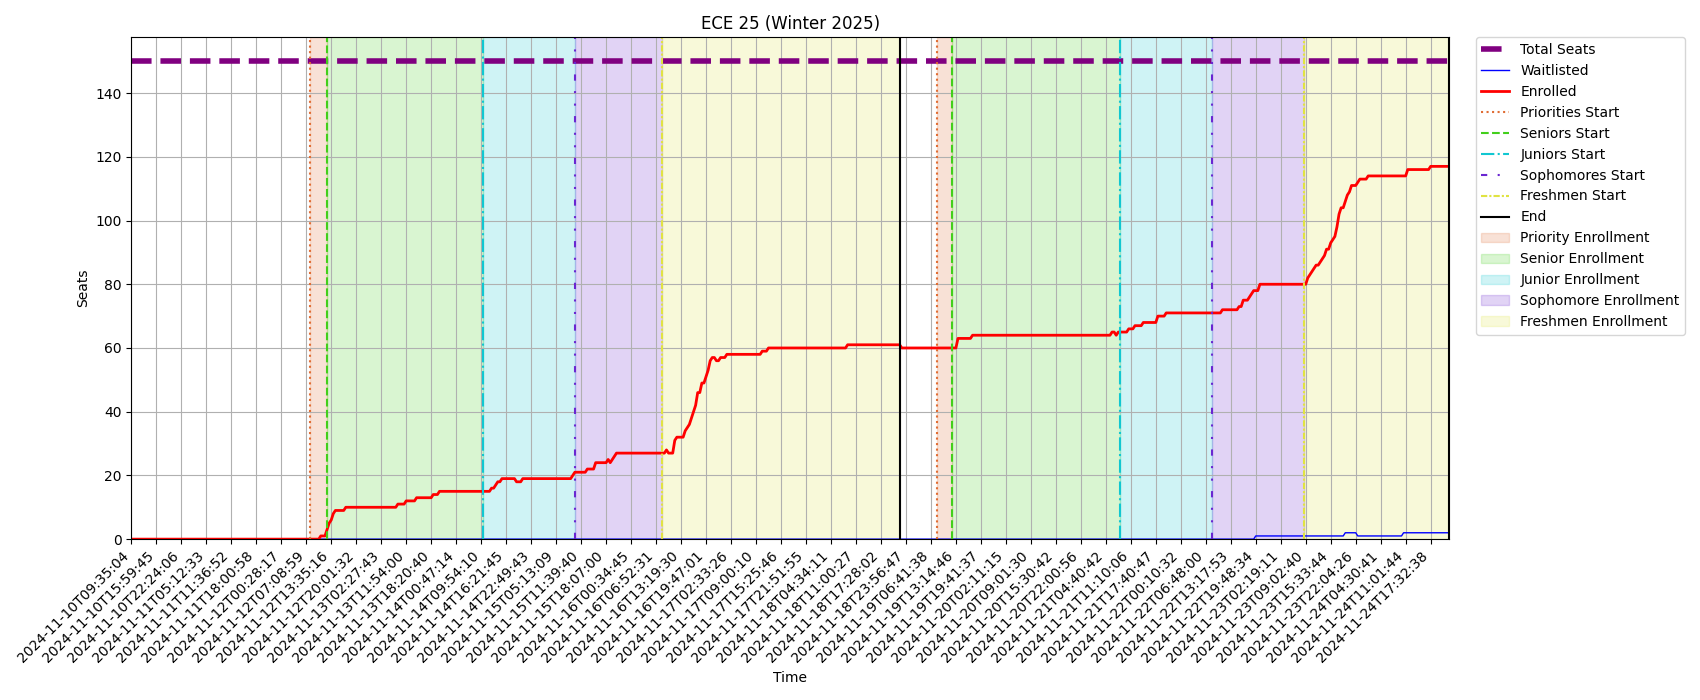 ECE 25 (Winter 2025)
Total Seats
Waitlisted
Enrolled
Priorities Start
Seniors Start
Juniors Start
Sophomores Start
Freshmen Start
End
Priority Enrollment
Senior Enrollment
Junior Enrollment
Sophomore Enrollment
Freshmen Enrollment
Seats
140
120
100
80
60
40
20
0
2024-11-10T09:35:04
2024-11-10T15:59:45
2024-11-10T22:24:06
2024-11-11T05:12:33
2024-11-11T11:36:52
2024-11-11T18:00:58
2024-11-12T00:28:17
2024-11-12T07:08:59
2024-11-12T13:35:16
2024-11-12T20:01:32
2024-11-13T03:27:43
2024-11-13T11:54:00
2024-11-13T18:20:40
2024-11-14T00:47:14
2024-11-14T09:54:10
2024-11-14T16:21:45
2024-11-14T22:49:43
2024-11-15T05:13:09
2024-11-15T11:39:40
2024-11-15T18:07:00
2024-11-16T00:34:45
2024-11-16T06:52:31
2024-11-16T13:19:30
2024-11-16T19:47:01
2024-11-17T02:33:26
2024-11-17T09:00:10
2024-11-17T15:25:46
2024-11-17T21:51:55
2024-11-18T04:34:11
2024-11-18T11:00:27
2024-11-18T17:28:02
2024-11-18T23:56:47
2024-11-19T06:41:38
2024-11-19T13:14:46
2024-11-19T19:41:37
2024-11-20T02:11:15
2024-11-20T09:01:30
2024-11-20T15:30:42
2024-11-20T22:00:56
2024-11-21T04:40:42
2024-11-21T11:10:06
2024-11-21T17:40:47
2024-11-22T00:10:32
2024-11-22T06:48:00
2024-11-22T13:17:53
2024-11-22T19:48:34
2024-11-23T02:19:11
2024-11-23T09:02:40
2024-11-23T15:33:44
2024-11-23T22:04:26
2024-11-24T04:30:41
2024-11-24T11:01:44
2024-11-24T17:32:38
Time